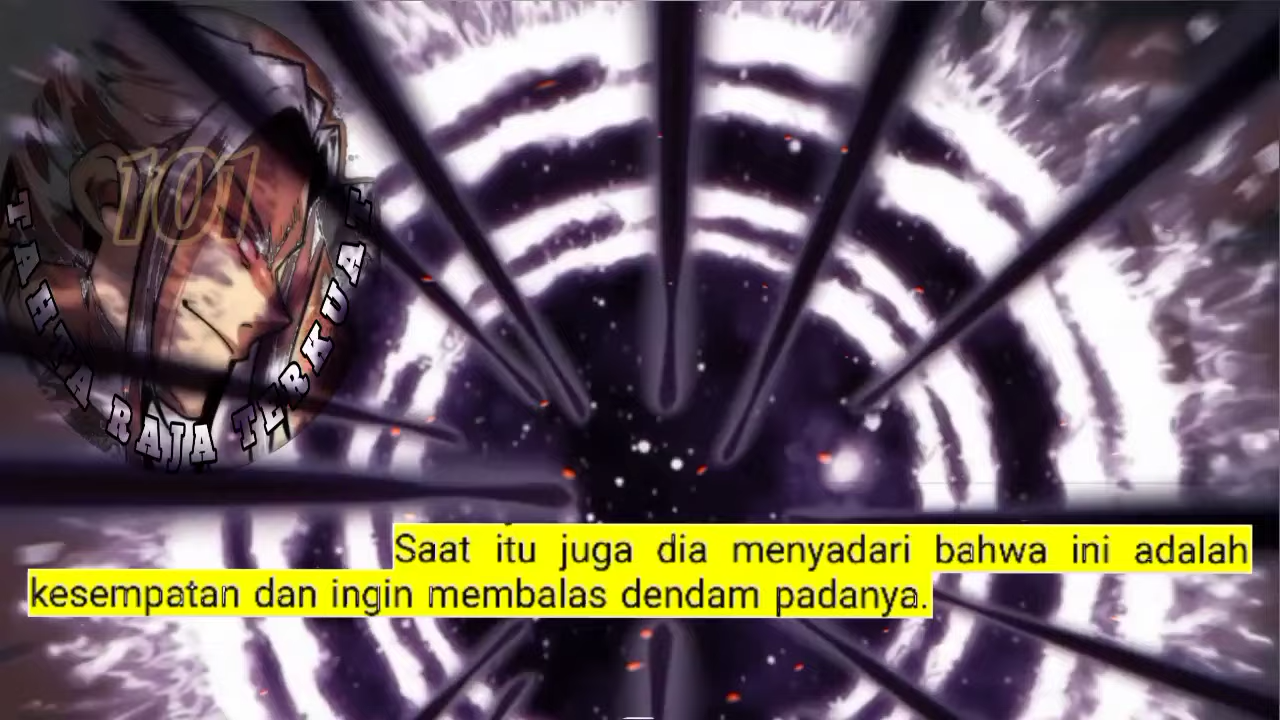 101
TAHTA RAJA TERKUAT
Saat itu juga dia menyadari bahwa ini adalah
kesempatan dan ingin membalas dendam padanya.